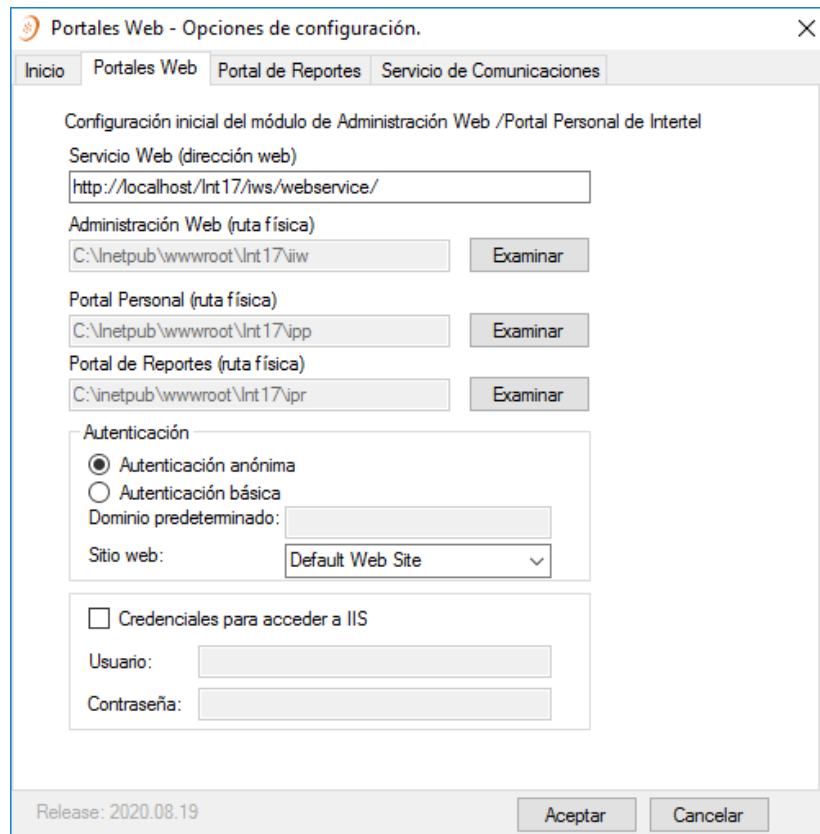 Portales Web - Opciones de configuración.
Inicio Portales Web Portal de Reportes Servicio de Comunicaciones
Configuración inicial del módulo de Administración Web /Portal Personal de Intertel
Servicio Web (dirección web)
http://localhost/Int17/iws/webservice/
Administración Web (ruta física)
C:\Inetpub\wwwroot\Int17\iiw Examinar
Portal Personal (ruta física)
C:\Inetpub\wwwroot\Int17\ipp Examinar
Portal de Reportes (ruta física)
C:\inetpub\wwwroot\Int17\ipr Examinar
Autenticación
Autenticación anónima
Autenticación básica
Dominio predeterminado:
Sitio web: Default Web Site
Credenciales para acceder a IIS
Usuario:
Contraseña:
Release: 2020.08.19 Aceptar Cancelar